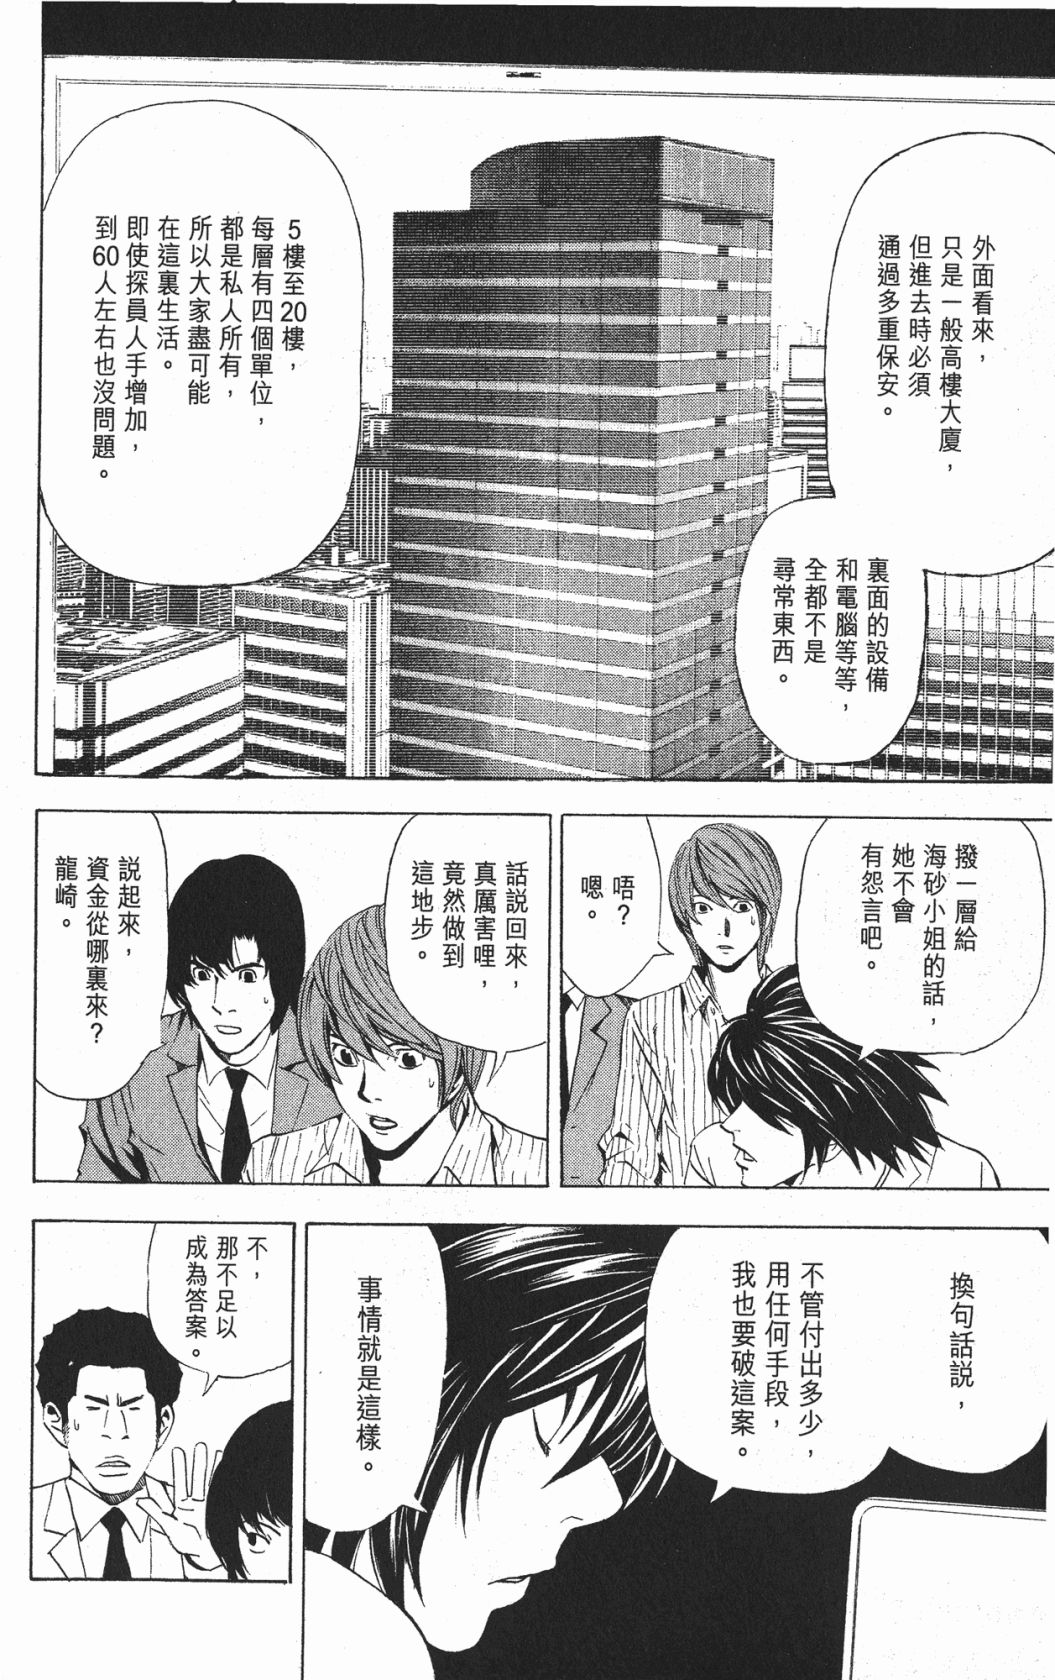 外面看來，
只是一般高樓大廈，
但進去時必須
通過多重保安。
裏面的設備
和電腦等等，
全都不是
尋常東西。
5樓至20樓，
每層有四個單位，
都是私人所有，
所以大家盡可能
在這裏生活。
即使探員人手增加，
到60人左右也沒問題。
撥一層給
海砂小姐的話，
她不會
有怨言吧。
唔？
嗯。
話説回來，
真厲害哩，
竟然做到
這地步。
説起來，
資金從哪裏來？
龍崎。
換句話説，
不管付出多少，
用任何手段，
我也要破這案。
事情就是這樣。
不，
那不足以
成為答案。